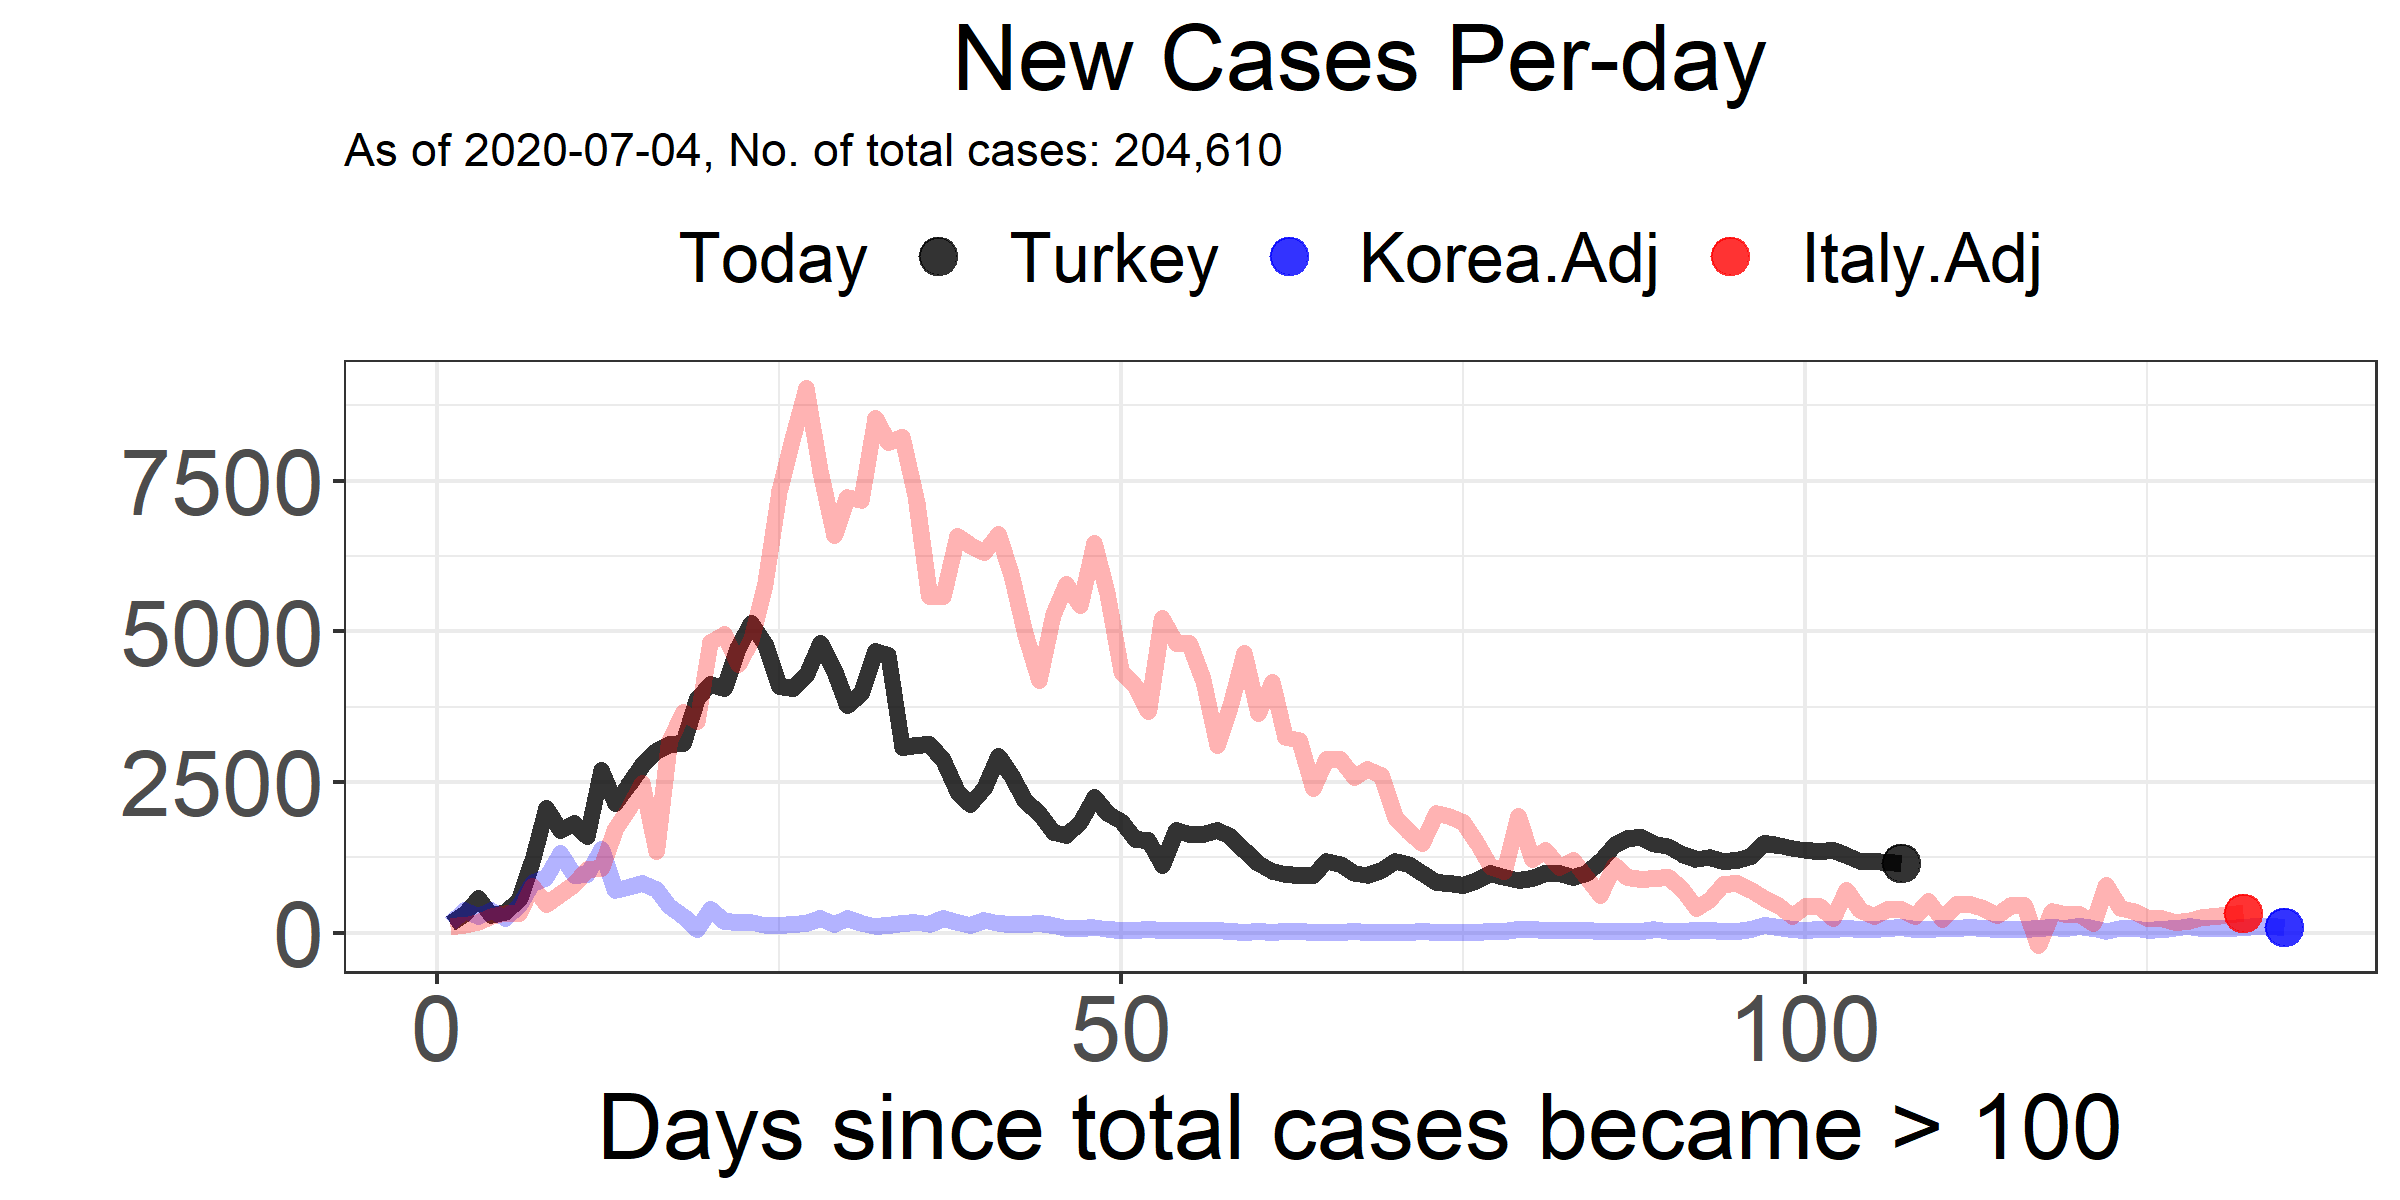 New Cases Per-day
As of 2020-07-04, No. of total cases: 204,610
Today Turkey Korea.Adj Italy.Adj
7500
5000
2500
0
0 50 100
Days since total cases became > 100